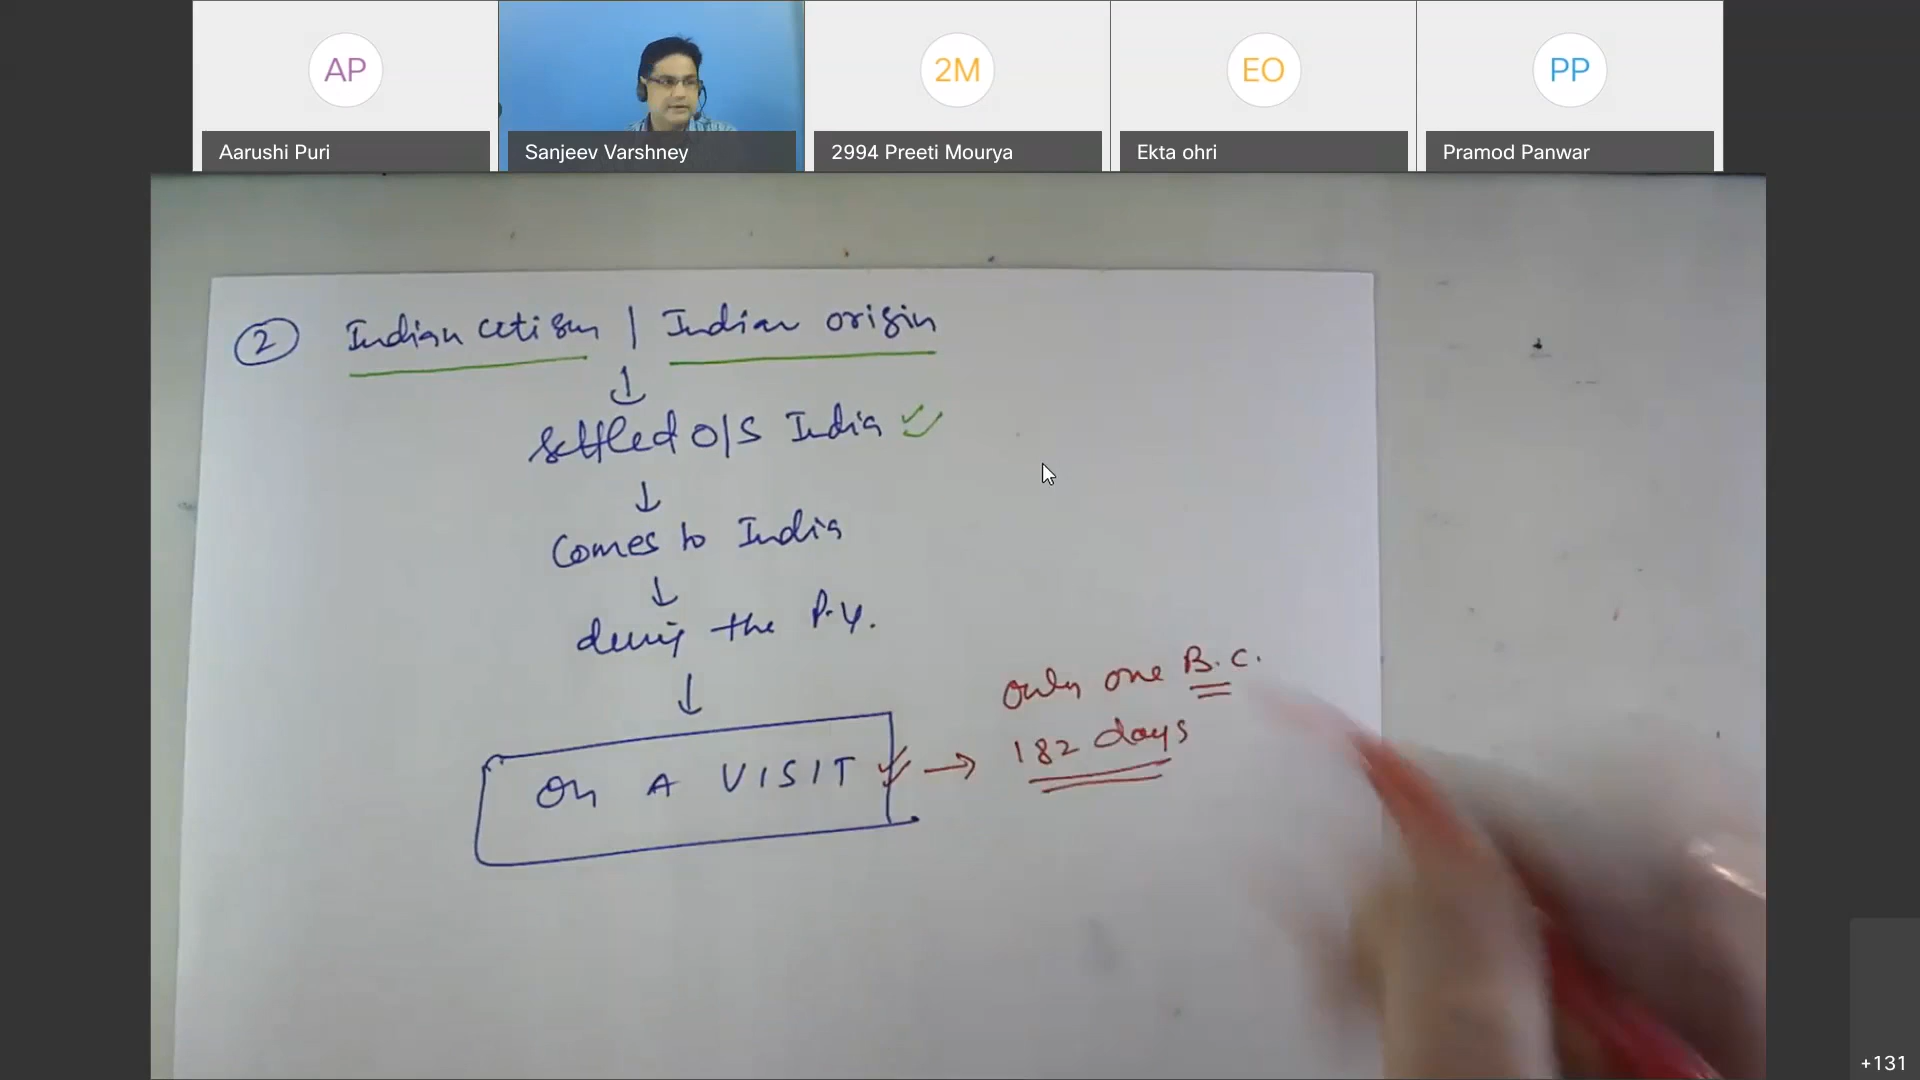 AP
2M
EO
PP
Aarushi Puri
Sanjeev Varshney
2994 Preeti Mourya
Ekta ohri
Pramod Panwar
② Indian citizen | Indian origin
↓
Settled O/S India
↓
Comes to India
↓
during the P.Y.
↓
On A VISIT → only one B.C.
182 days
+131